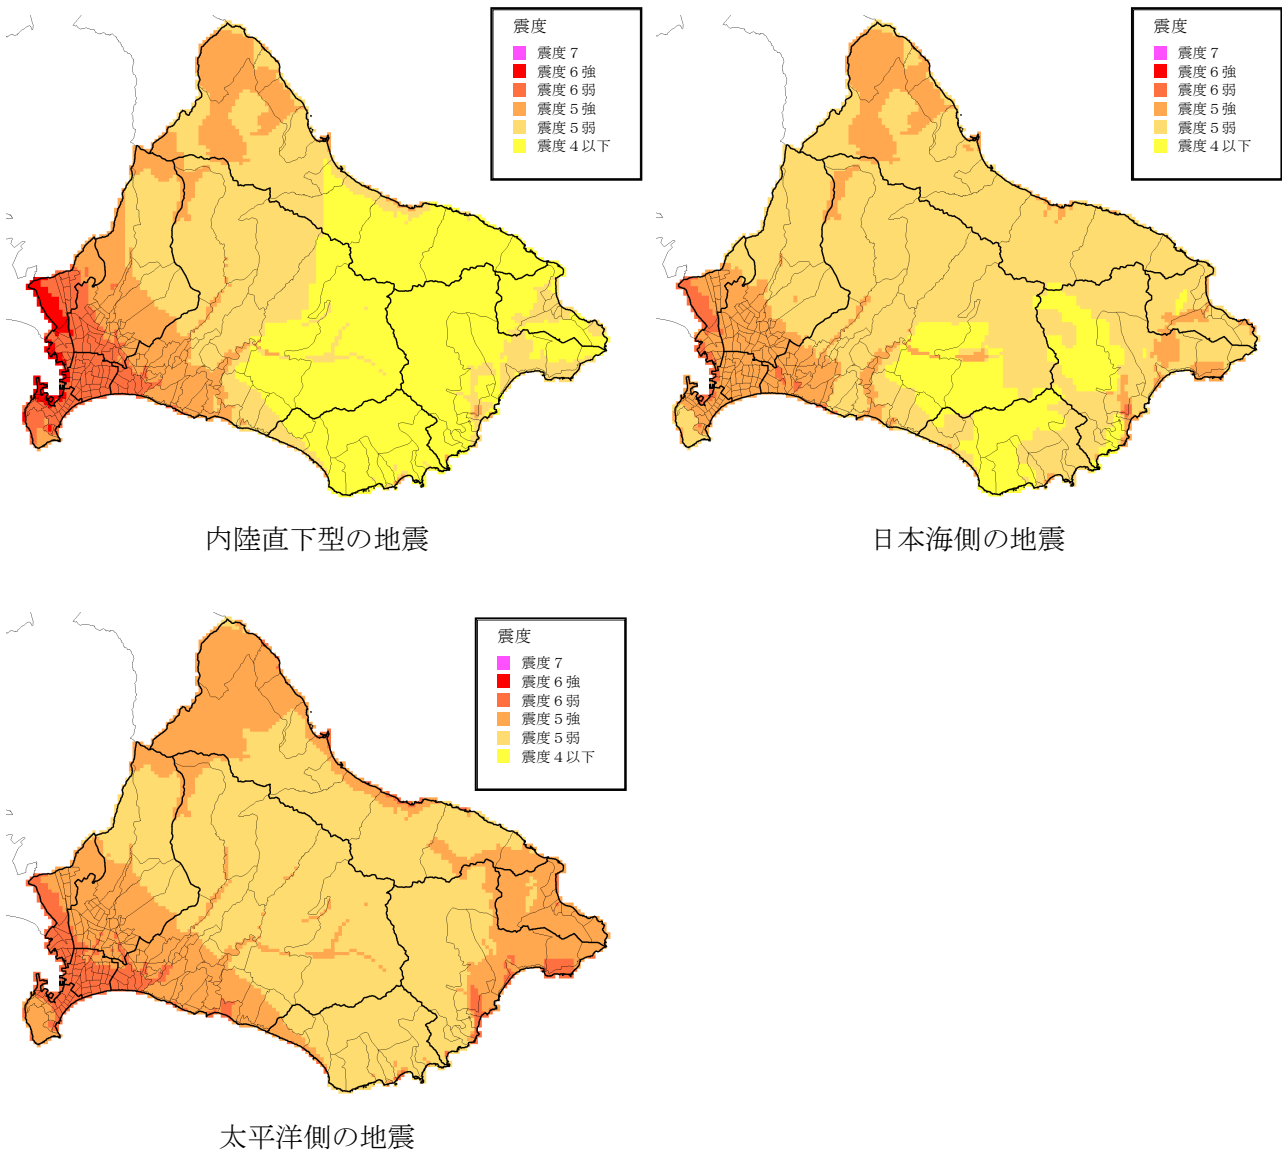 震度
震度７
震度６強
震度６弱
震度５強
震度５弱
震度４以下
内陸直下型の地震
震度
震度７
震度６強
震度６弱
震度５強
震度５弱
震度４以下
日本海側の地震
震度
震度７
震度６強
震度６弱
震度５強
震度５弱
震度４以下
太平洋側の地震